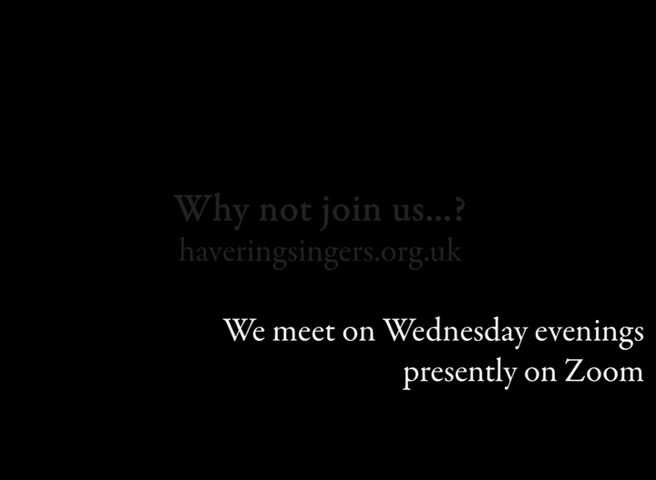 Why not join us...?
haveringsingers.org.uk
We meet on Wednesday evenings
presently on Zoom